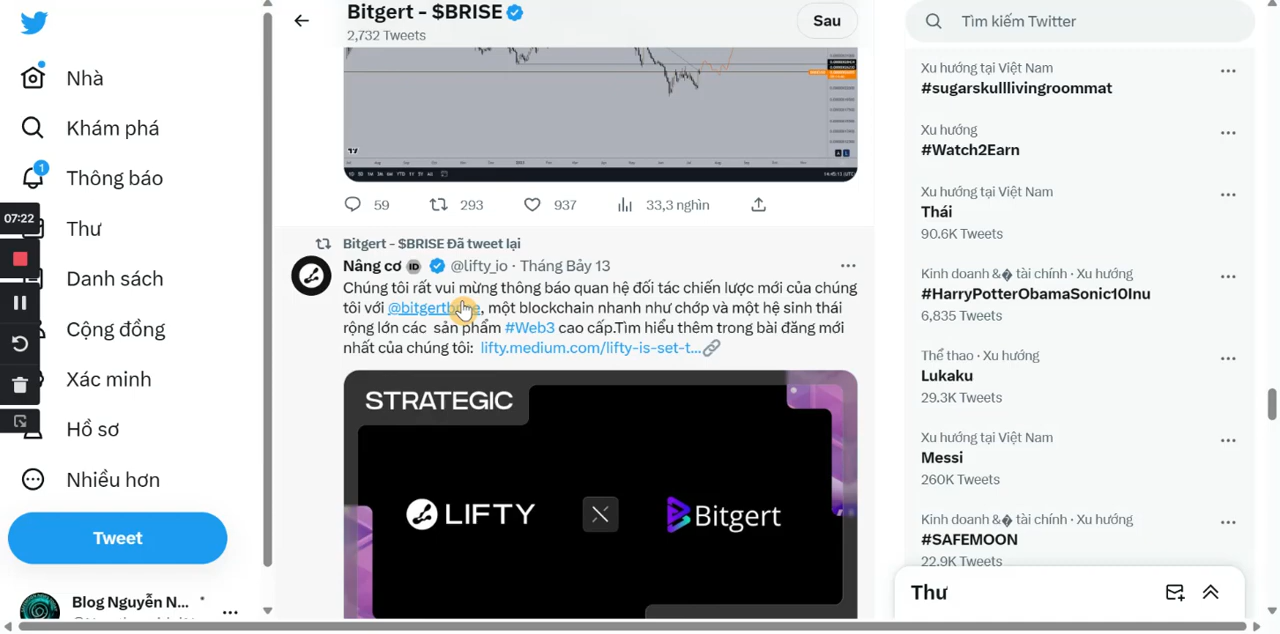 Nhà
Khám phá
1
Thông báo
07:22
Thư
Danh sách
Cộng đồng
Xác minh
Hồ sơ
Nhiều hơn
Tweet
Blog Nguyễn N...
Bitgert - $BRISE
2,732 Tweets
Sau
59
293
937
33,3 nghìn
Bitgert - $BRISE Đã tweet lại
Nâng cơ ID @lifty_io · Tháng Bảy 13
Chúng tôi rất vui mừng thông báo quan hệ đối tác chiến lược mới của chúng
tôi với , một blockchain nhanh như chớp và một hệ sinh thái
rộng lớn các sản phẩm #Web3 cao cấp.Tìm hiểu thêm trong bài đăng mới
nhất của chúng tôi: lifty.medium.com/lifty-is-set-t...
STRATEGIC
LIFTY
Bitgert
Tìm kiếm Twitter
Xu hướng tại Việt Nam
#sugarskulllivingroommat
Xu hướng
#Watch2Earn
Xu hướng tại Việt Nam
Thái
90.6K Tweets
Kinh doanh &� tài chính · Xu hướng
#HarryPotterObamaSonic10Inu
6,835 Tweets
Thể thao · Xu hướng
Lukaku
29.3K Tweets
Xu hướng tại Việt Nam
Messi
260K Tweets
Kinh doanh &� tài chính · Xu hướng
#SAFEMOON
22.9K Tweets
Thư